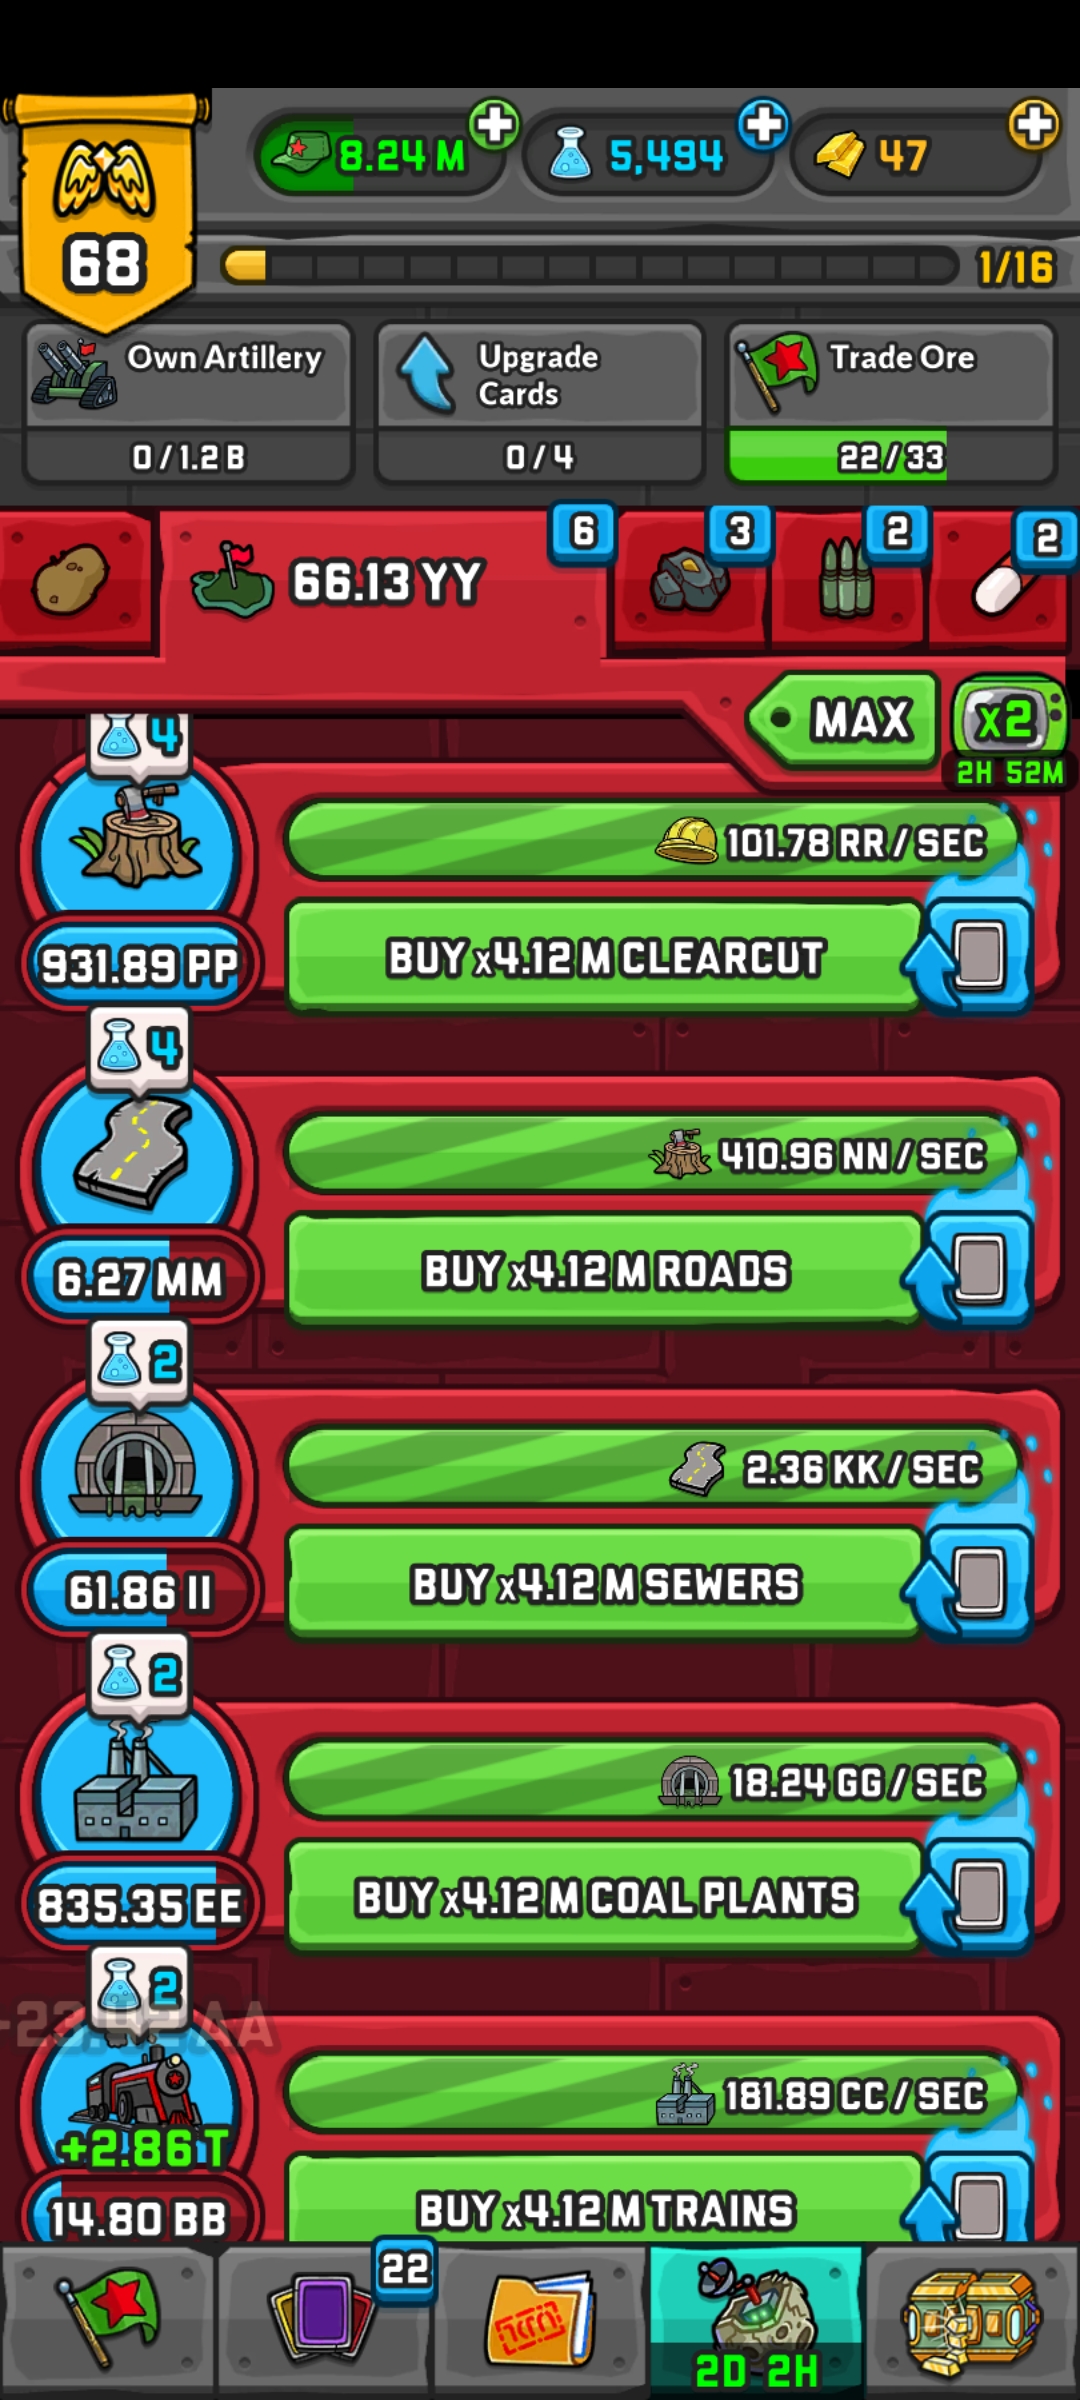 8.24 M
5,494
47
68
1/16
Own Artillery
Upgrade
Cards
Trade Ore
0/1.2 B
0/4
22/33
66.13 YY
6
3
2
2
MAX
x2
2H 52M
4
101.78 RR/SEC
931.89 PP
BUY x4.12 M CLEARCUT
4
410.96 NN/SEC
6.27 MM
BUY x4.12 M ROADS
2
2.36 KK/SEC
61.86 II
BUY x4.12 M SEWERS
2
18.24 GG/SEC
835.35 EE
BUY x4.12 M COAL PLANTS
2
181.89 CC/SEC
+2.86 T
14.80 BB
BUY x4.12 M TRAINS
22
2D 2H